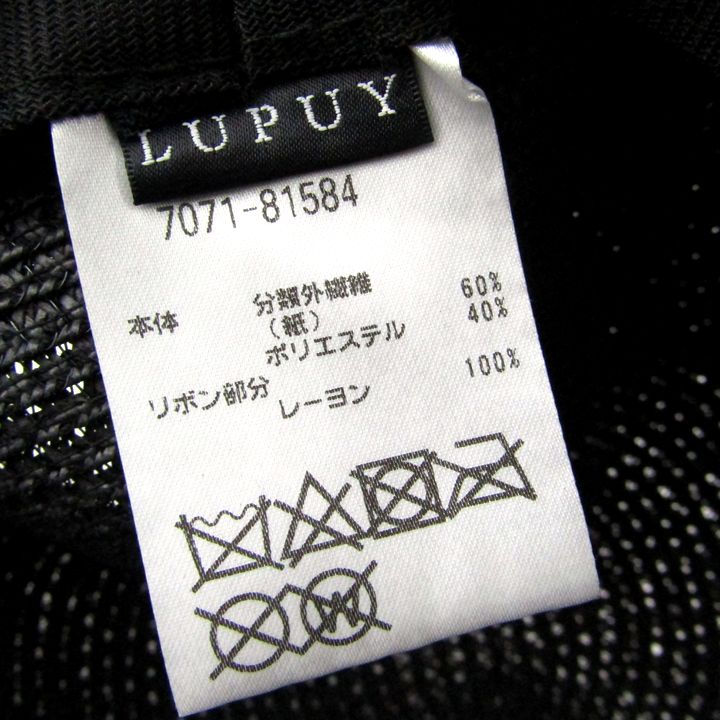 LUPUY
7071-81584
本体 分類外繊維 60%
（紙）
ポリエステル 40%
リボン部分 レーヨン 100%
W